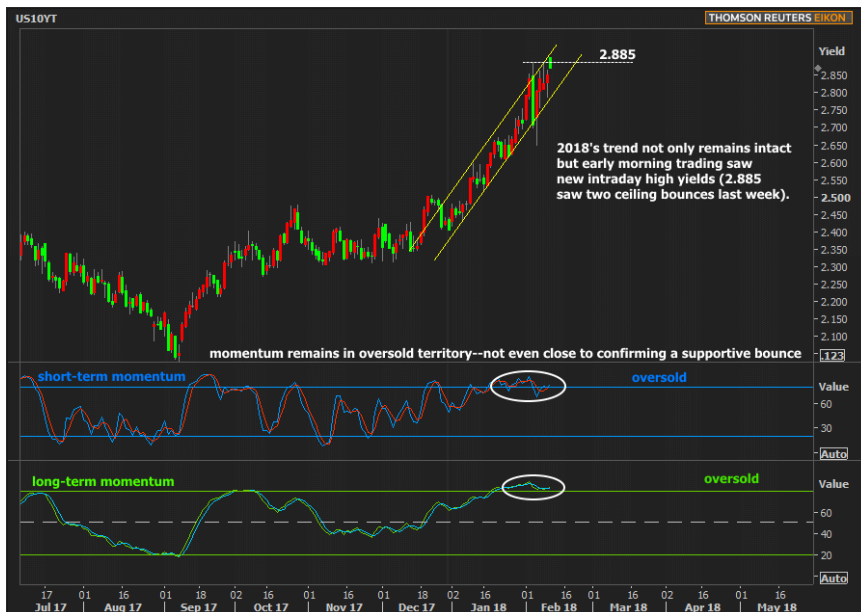 US10YT
THOMSON REUTERS EIKON
Yield
2.885
2.850
2.800
2.750
2.700
2.650
2.600
2.550
2.500
2.450
2.400
2.350
2.300
2.250
2.200
2.150
2.100
.123
2018's trend not only remains intact
but early morning trading saw
new intraday high yields (2.885
saw two ceiling bounces last week).
momentum remains in oversold territory--not even close to confirming a supportive bounce
short-term momentum
oversold
Value
60
30
Auto
long-term momentum
oversold
Value
60
40
20
Auto
17 01 16 01 18 02 16 01 16 01 18 02 16 01 16 01 16 02 16 01 16
Jul 17 Aug 17 Sep 17 Oct 17 Nov 17 Dec 17 Jan 18 Feb 18 Mar 18 Apr 18 May 18